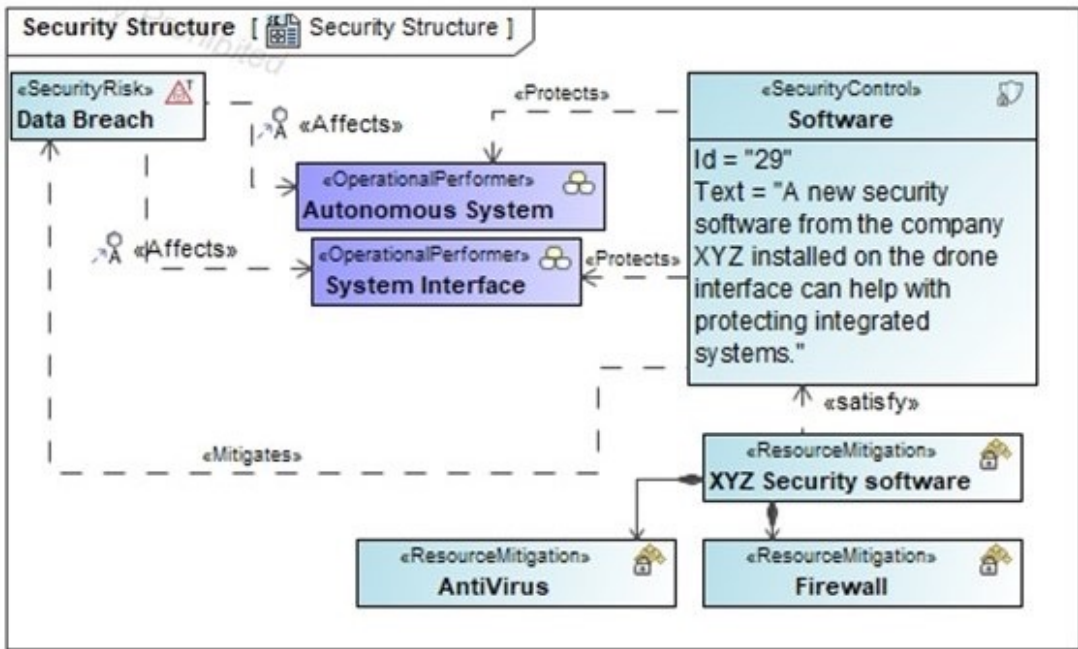 Security Structure [ Security Structure ]
«SecurityRisk»
Data Breach
«Affects»
«Affects»
«OperationalPerformer»
Autonomous System
«OperationalPerformer»
System Interface
«Protects»
«Protects»
«SecurityControl»
Software
Id = "29"
Text = "A new security
software from the company
XYZ installed on the drone
interface can help with
protecting integrated
systems."
«Mitigates»
«satisfy»
«ResourceMitigation»
XYZ Security software
«ResourceMitigation»
AntiVirus
«ResourceMitigation»
Firewall